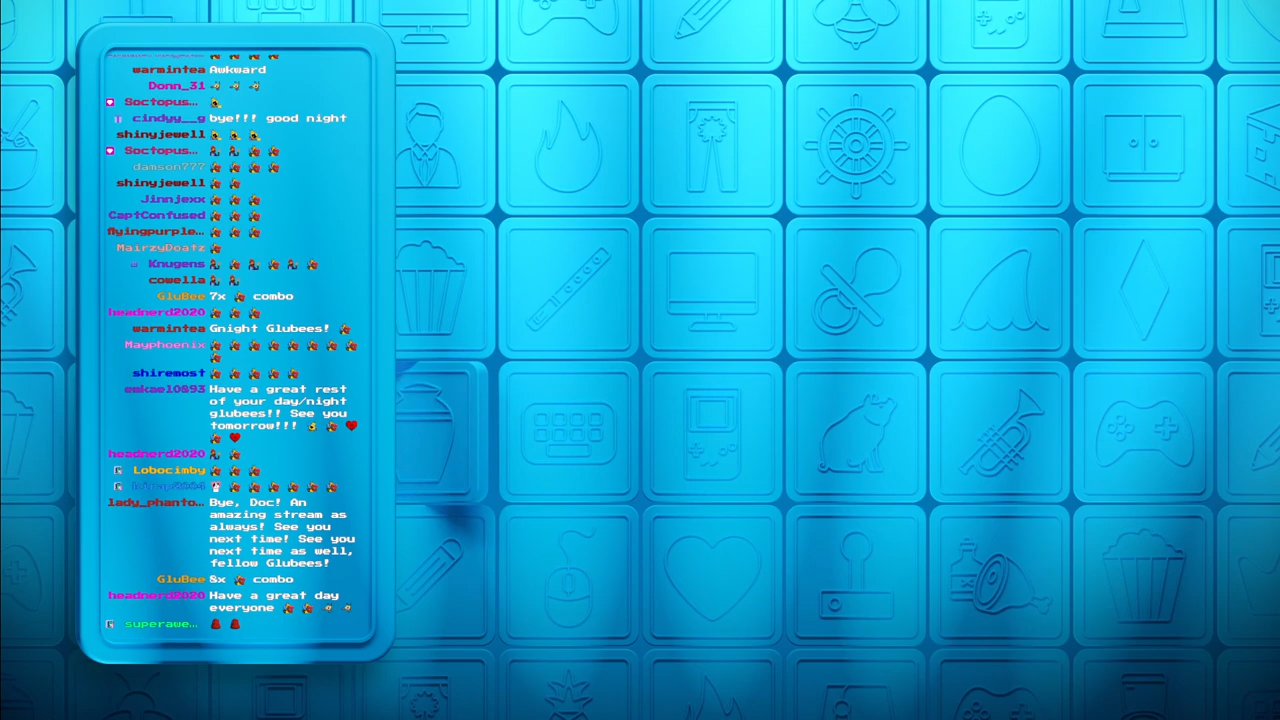 warmintea Awkward
Donn_31
Soctopus...
cindyy__g bye!!! good night
shinyjewell
Soctopus...
damson777
shinyjewell
Jinnjexx
CaptConfused
flyingpurple...
MairzyDoatz
Knugens
cowella
GluBee 7x combo
headnerd2020
warmintea Gnight Glubees!
Mayphoenix
shiremost
emkael0893 Have a great rest
of your day/night
glubees!! See you
tomorrow!!!
headnerd2020
Lobocimby
lady_phanto... Bye, Doc! An
amazing stream as
always! See you
next time! See you
next time as well,
fellow Glubees!
GluBee 8x combo
headnerd2020 Have a great day
everyone
superawe...